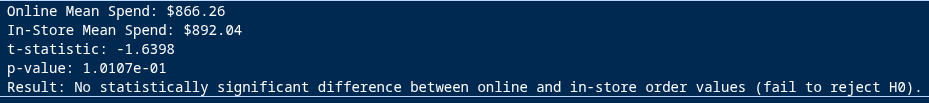 Online Mean Spend: $866.26
In-Store Mean Spend: $892.04
t-statistic: -1.6398
p-value: 1.0107e-01
Result: No statistically significant difference between online and in-store order values (fail to reject H0).